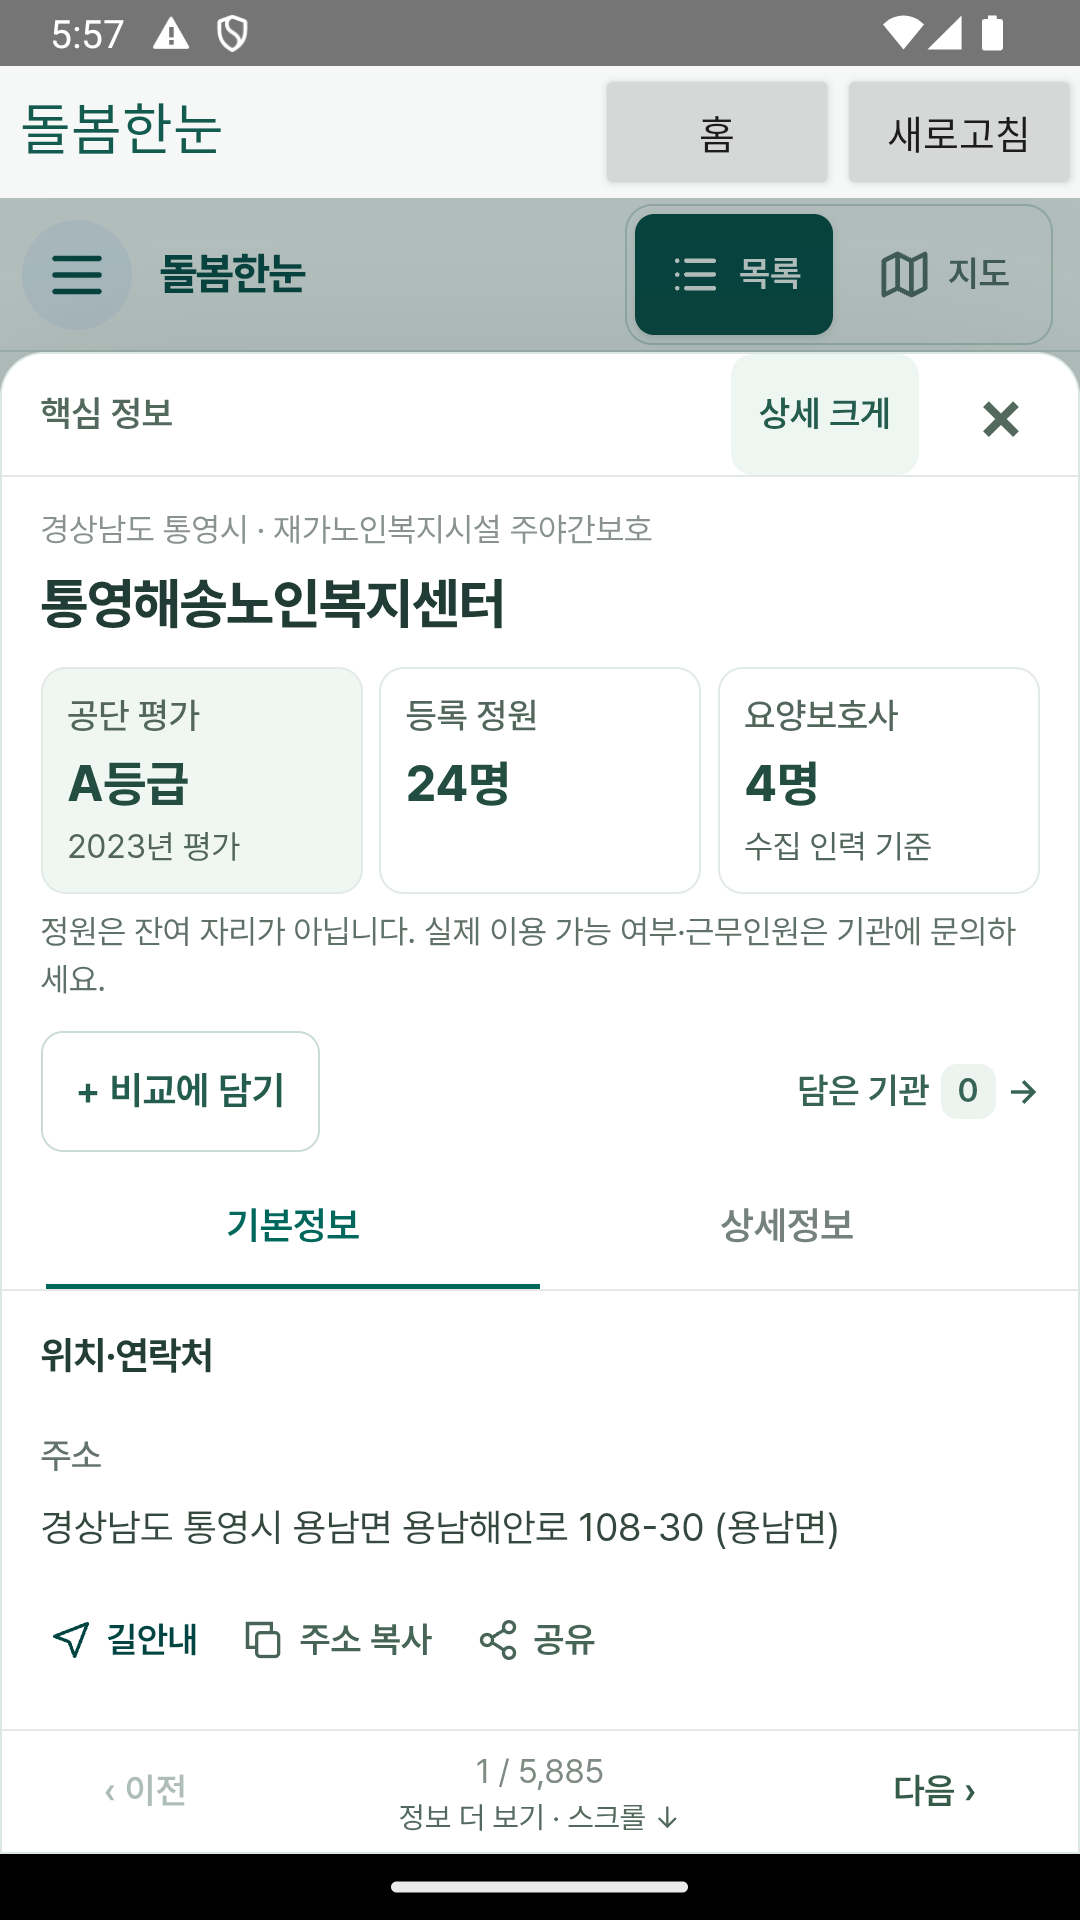 5:57
돌봄한눈
홈
새로고침
돌봄한눈
목록
지도
핵심 정보
상세 크게
경상남도 통영시 · 재가노인복지시설 주야간보호
통영해송노인복지센터
공단 평가
A등급
2023년 평가
등록 정원
24명
요양보호사
4명
수집 인력 기준
정원은 잔여 자리가 아닙니다. 실제 이용 가능 여부·근무인원은 기관에 문의하
세요.
+ 비교에 담기
담은 기관 0 →
기본정보
상세정보
위치·연락처
주소
경상남도 통영시 용남면 용남해안로 108-30 (용남면)
길안내
주소 복사
공유
‹ 이전
1 / 5,885
정보 더 보기 · 스크롤 ↓
다음 ›